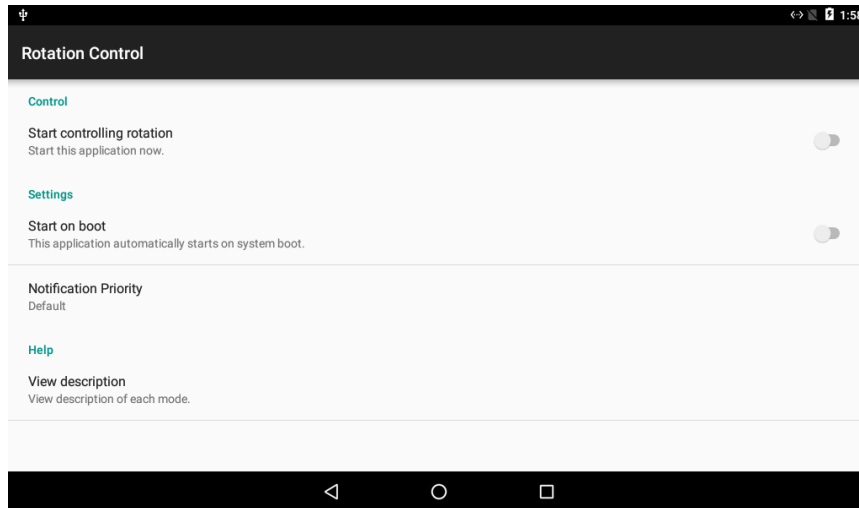 Rotation Control
Control
Start controlling rotation
Start this application now.
Settings
Start on boot
This application automatically starts on system boot.
Notification Priority
Default
Help
View description
View description of each mode.